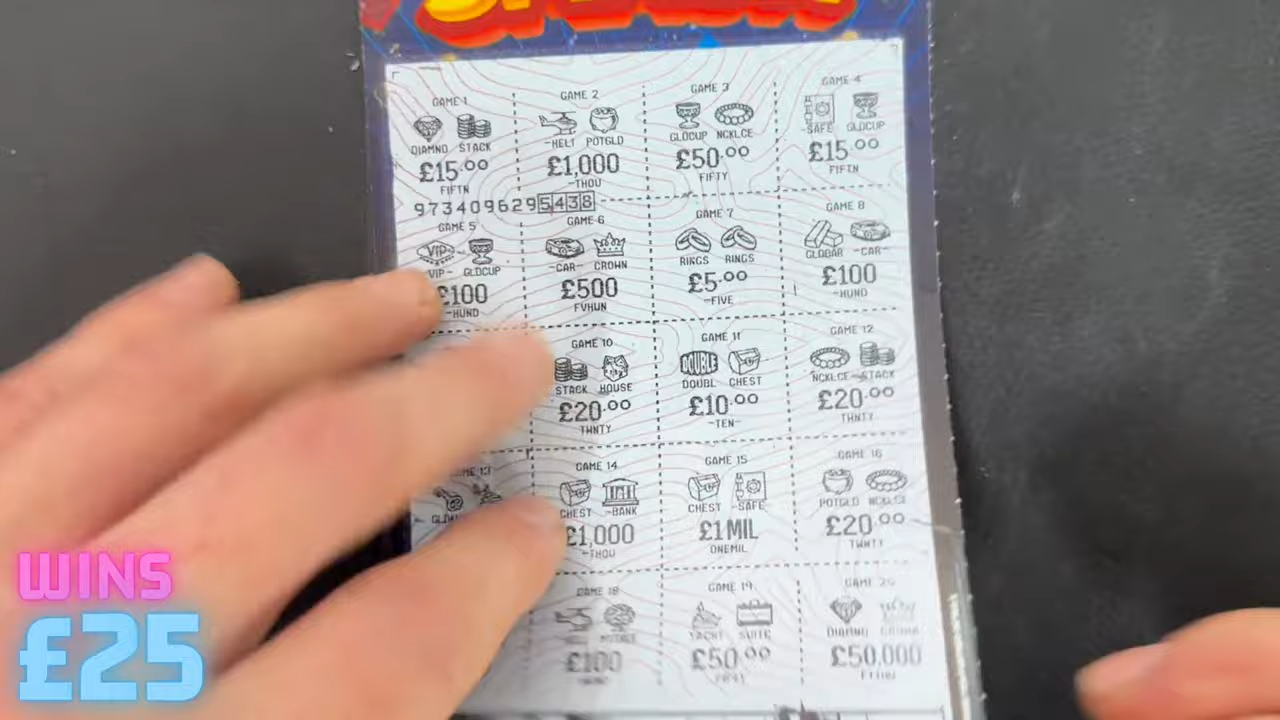 GAME 1 GAME 2 GAME 3 GAME 4
DIAMND STACK -HELI POTGLD GLDCUP NCKLCE -SAFE GLDCUP
£15.00 £1,000 £50.00 £15.00
FIFTN -THOU FIFTY FIFTN
9734096295438
GAME 5 GAME 6 GAME 7 GAME 8
VIP
-VIP- GLDCUP -CAR- CROWN RINGS RINGS GLDBAR -CAR-
£100 £500 £5.00 £100
-HUND FVHUN -FIVE -HUND
GAME 10 GAME 11 GAME 12
DOUBLE
STACK HOUSE DOUBL CHEST NCKLCE STACK
£20.00 £10.00 £20.00
TWNTY -TEN- TWNTY
13 GAME 14 GAME 15 GAME 16
CHEST -BANK CHEST -SAFE POTGLD NCKLCE
£1,000 £1MIL £20.00
-THOU ONEMIL TWNTY
GAME 18 GAME 19 GAME 20
YACHT DIAMND
£100 £50.00 £50,000
WINS
£25